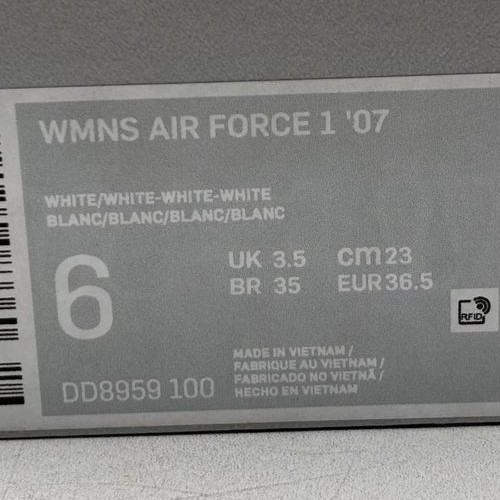 WMNS AIR FORCE 1 '07
WHITE/WHITE-WHITE-WHITE
BLANC/BLANC/BLANC/BLANC
6
UK 3.5 cm 23
BR 35 EUR 36.5
RFID
MADE IN VIETNAM /
FABRIQUE AU VIETNAM /
FABRICADO NO VIETNÃ /
HECHO EN VIETNAM
DD8959 100